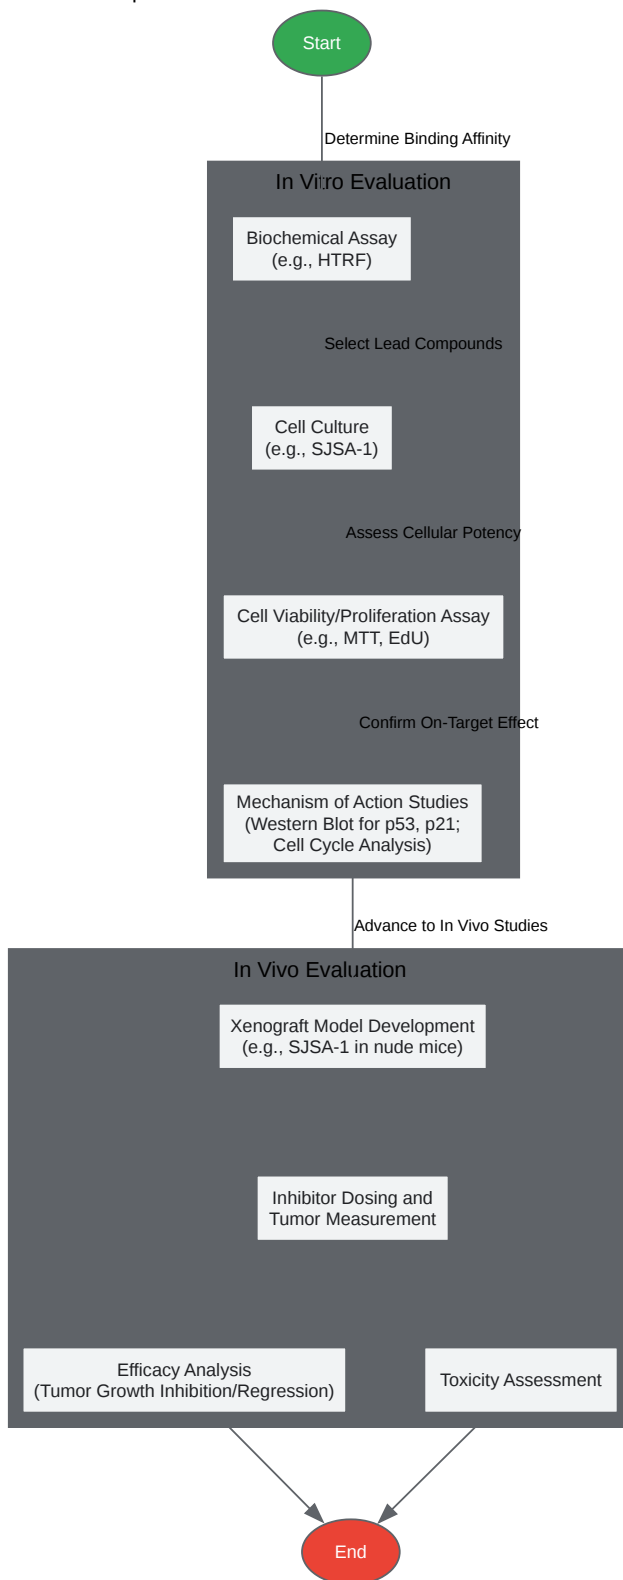 Start
Determine Binding Affinity
In Vitro Evaluation
Biochemical Assay
(e.g., HTRF)
Select Lead Compounds
Cell Culture
(e.g., SJSA-1)
Assess Cellular Potency
Cell Viability/Proliferation Assay
(e.g., MTT, EdU)
Confirm On-Target Effect
Mechanism of Action Studies
(Western Blot for p53, p21;
Cell Cycle Analysis)
Advance to In Vivo Studies
In Vivo Evaluation
Xenograft Model Development
(e.g., SJSA-1 in nude mice)
Inhibitor Dosing and
Tumor Measurement
Efficacy Analysis
(Tumor Growth Inhibition/Regression)
Toxicity Assessment
End